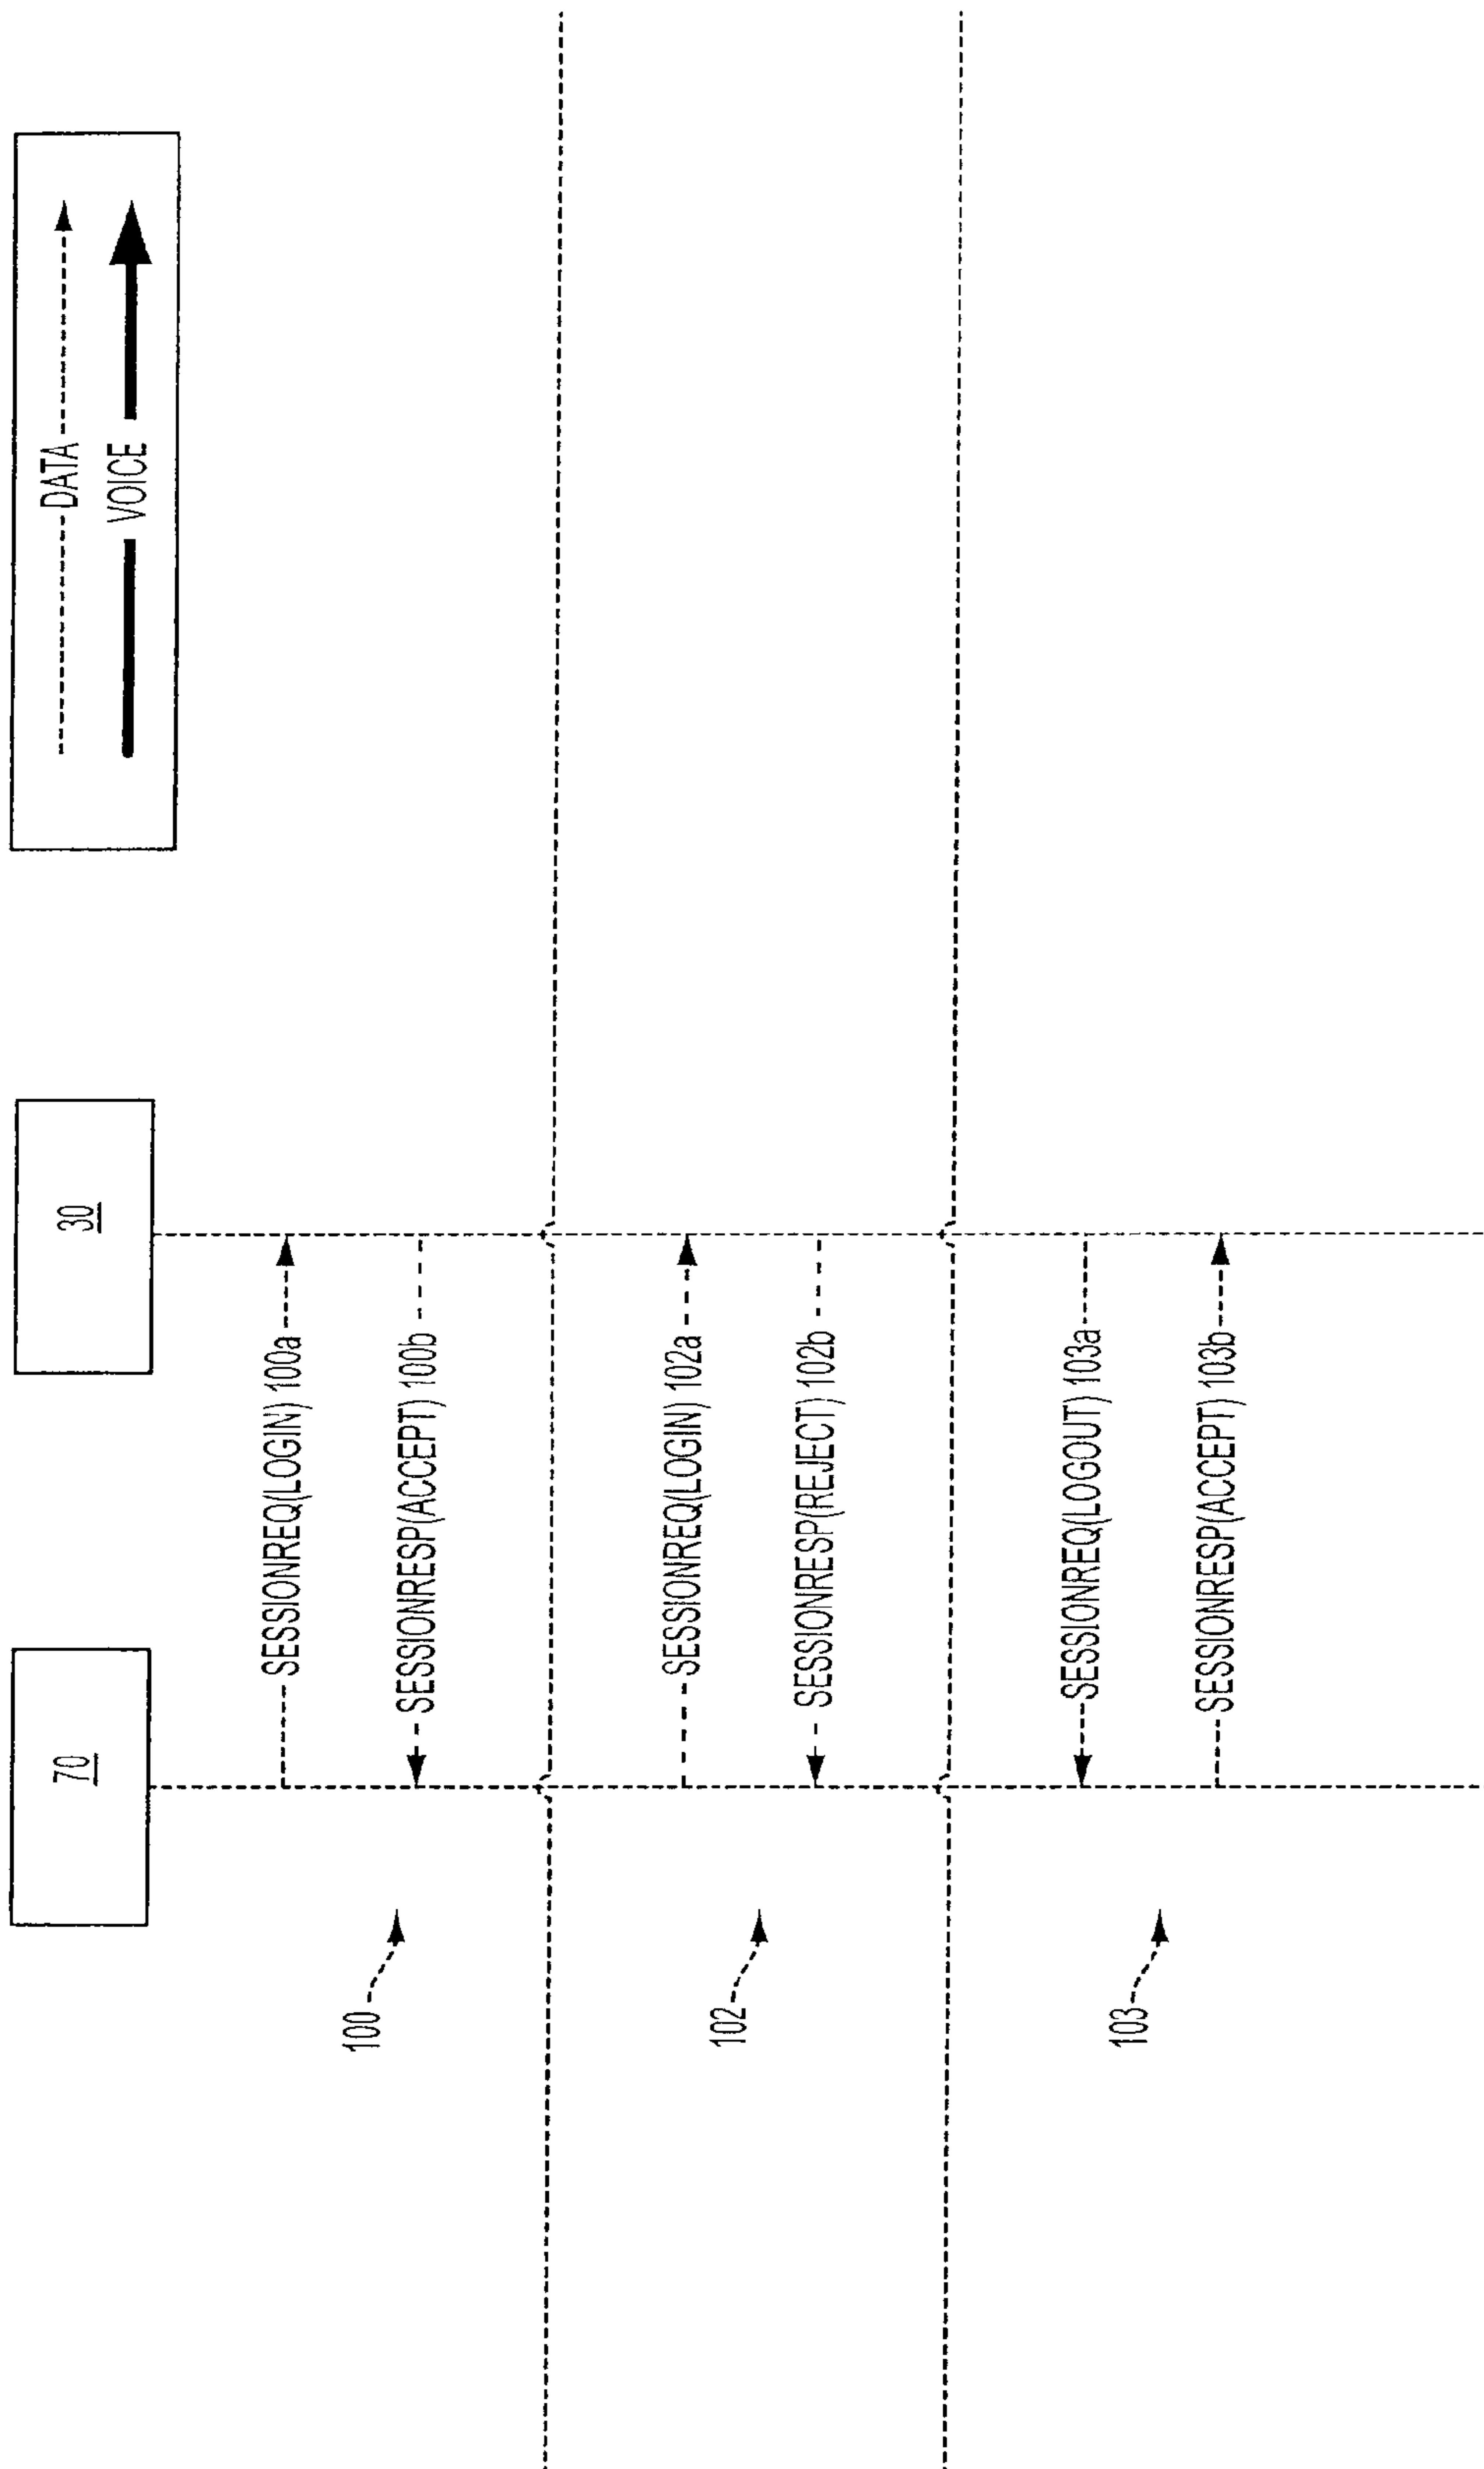 70
30
DATA
VOICE
SESSIONREQ(LOGIN) 100a
100
SESSIONRESP(ACCEPT) 100b
SESSIONREQ(LOGIN) 102a
102
SESSIONRESP(REJECT) 102b
SESSIONREQ(LOGOUT) 103a
103
SESSIONRESP(ACCEPT) 103b